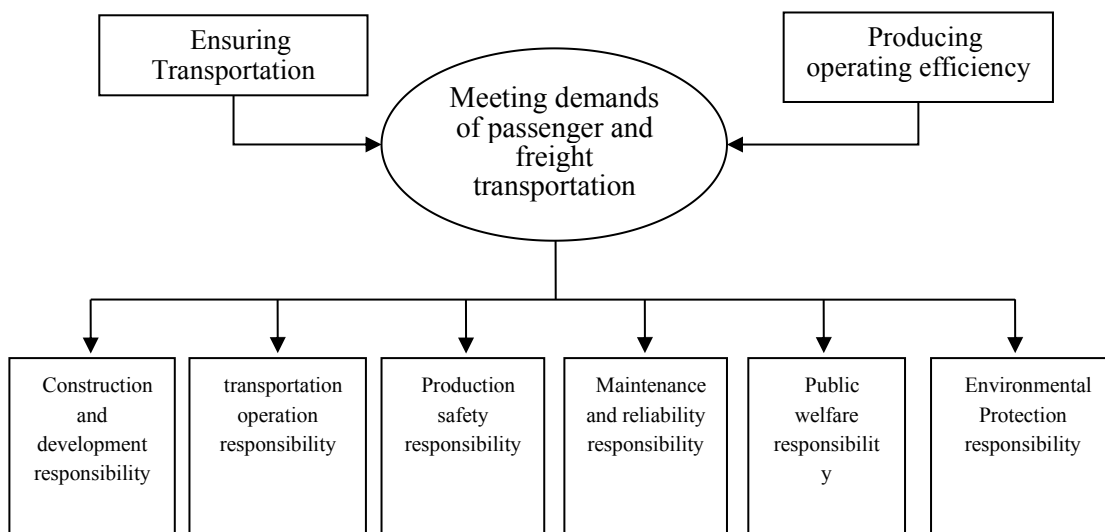 Ensuring
Transportation
Producing
operating efficiency
Meeting demands
of passenger and
freight
transportation
Construction
and
development
responsibility
transportation
operation
responsibility
Production
safety
responsibility
Maintenance
and reliability
responsibility
Public
welfare
responsibilit
y
Environmental
Protection
responsibility